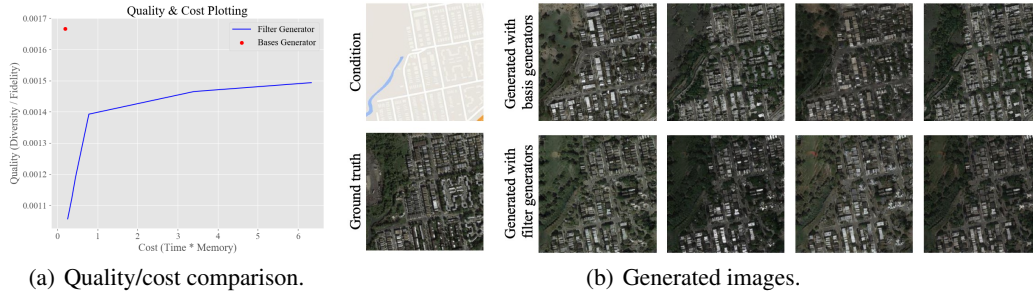 Quality & Cost Plotting
Filter Generator
Bases Generator
Quality (Diversity / Fidelity)
0.0017
0.0016
0.0015
0.0014
0.0013
0.0012
0.0011
0 1 2 3 4 5 6
Cost (Time * Memory)
(a) Quality/cost comparison.
Condition
Ground truth
Generated with
basis generators
Generated with
filter generators
(b) Generated images.